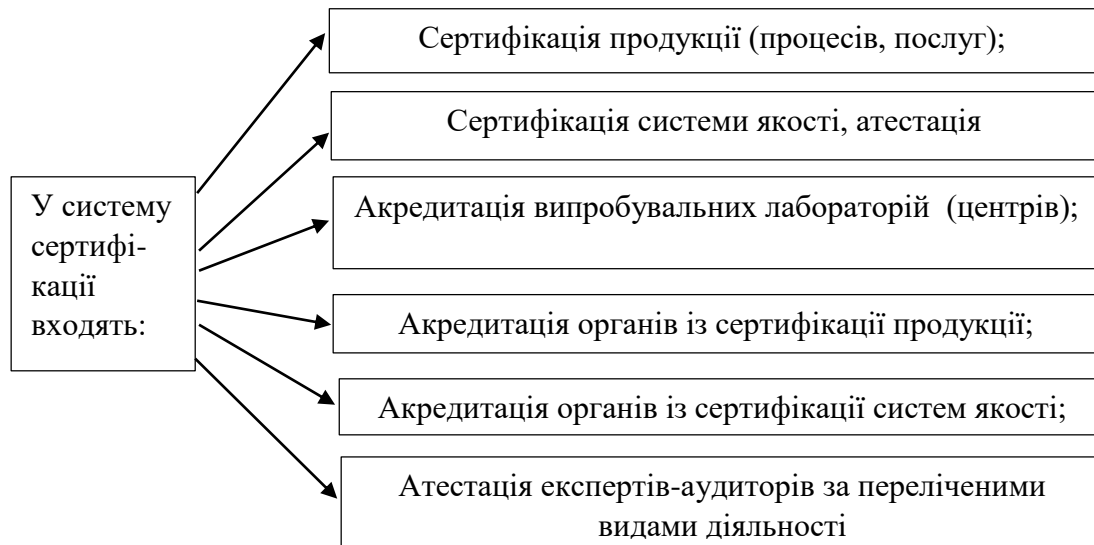 Сертифікація продукції (процесів, послуг);
Сертифікація системи якості, атестація
У систему
сертифі-
кації
входять:
Акредитація випробувальних лабораторій (центрів);
Акредитація органів із сертифікації продукції;
Акредитація органів із сертифікації систем якості;
Атестація експертів-аудиторів за переліченими
видами діяльності